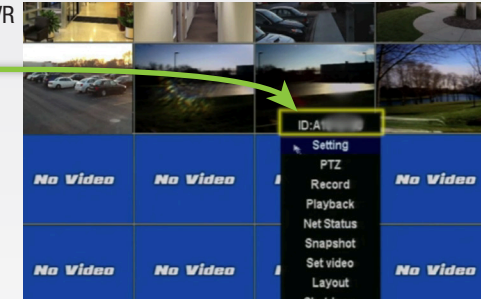 VR
ID:A1
Setting
PTZ
Record
Playback
Net Status
Snapshot
Set video
Layout
No Video
No Video
No Video
No Video
No Video
No Video